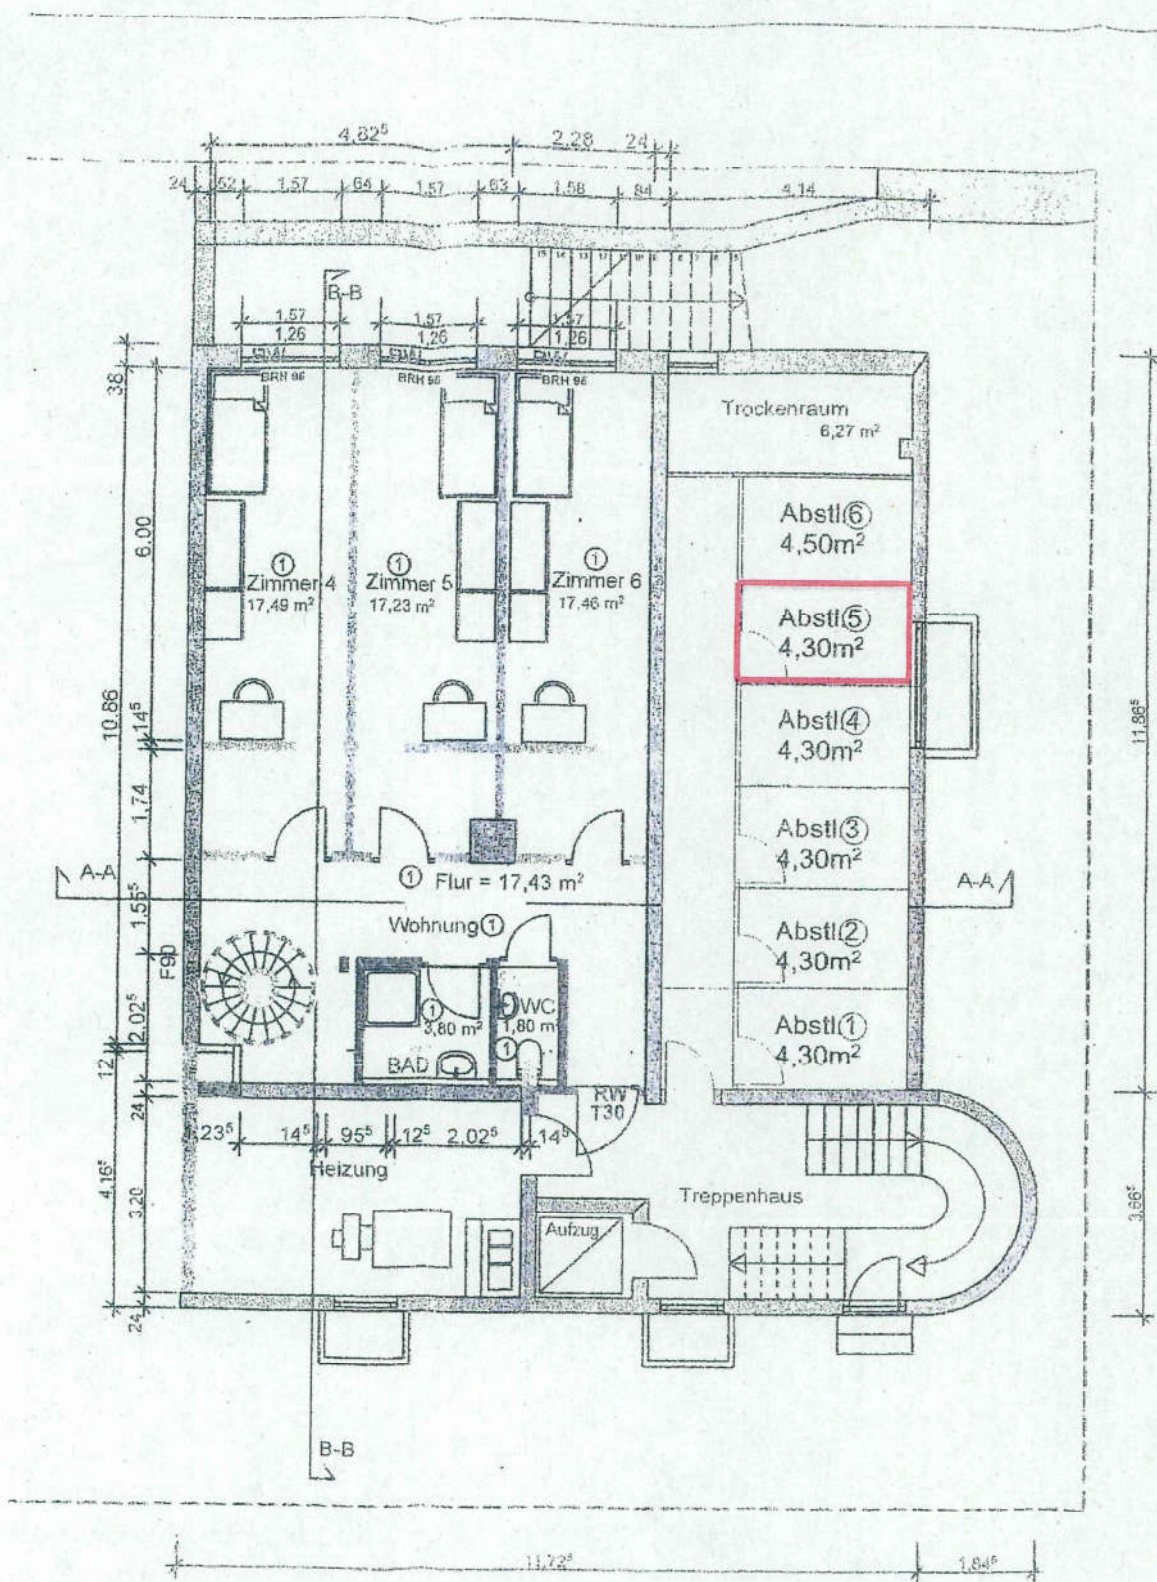 4,82⁵ 2,28 24
24 52 1,57 64 1,57 63 1,58 84 4,14
15 14 13
B-B
1,57 1,57 1,57
1,26 1,26 1,26
BRH 96 BRH 96 BRH 96
38
Trockenraum
6,27 m²
Abstl⑥
4,50m²
6.00
① ① ①
Zimmer 4 Zimmer 5 Zimmer 6
17,49 m² 17,23 m² 17,46 m²
Abstl⑤
4,30m²
10.86
14⁵
11,86⁵
Abstl④
4,30m²
1,74
Abstl③
4,30m²
A-A
① Flur = 17,43 m²
A-A
1.55⁵
Wohnung①
Abstl②
4,30m²
F90
2.02⁵
① WC
3,80 m² 1,80 m
①
BAD
Abstl①
4,30m²
12
24
RW
T30
23⁵ 14⁵ 95⁵ 12⁵ 2,02⁵ 14⁵
Heizung
4,16⁵
3,20
Treppenhaus
Aufzug
3,66⁵
24
B-B
11,72⁵ 1,84⁵